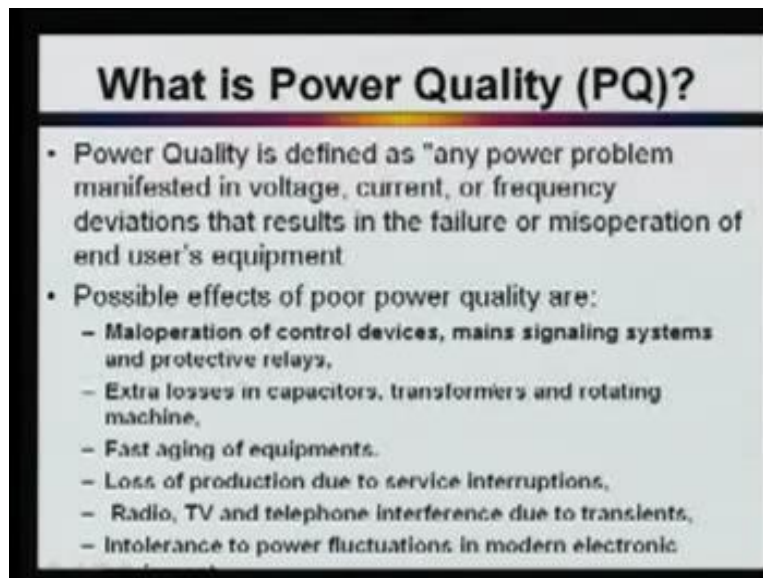 What is Power Quality (PQ)?
• Power Quality is defined as "any power problem
manifested in voltage, current, or frequency
deviations that results in the failure or misoperation of
end user's equipment
• Possible effects of poor power quality are:
– Maloperation of control devices, mains signaling systems
and protective relays,
– Extra losses in capacitors, transformers and rotating
machine,
– Fast aging of equipments.
– Loss of production due to service interruptions,
– Radio, TV and telephone interference due to transients,
– Intolerance to power fluctuations in modern electronic